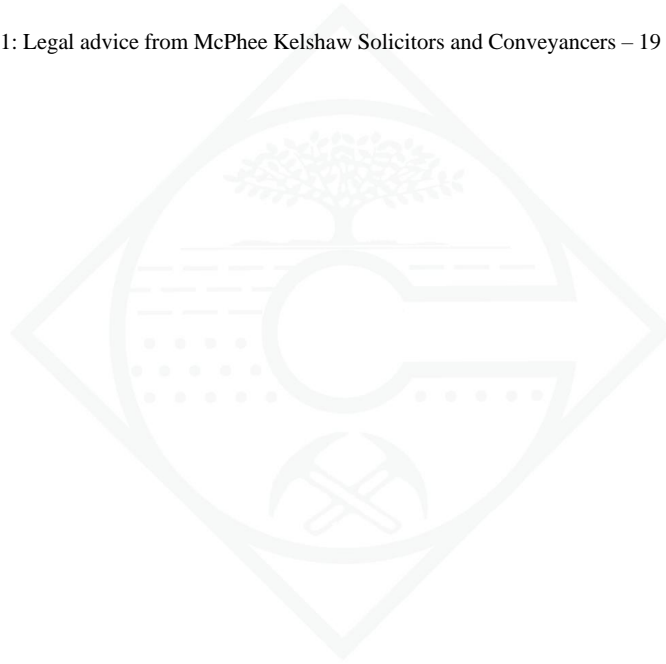 1: Legal advice from McPhee Kelshaw Solicitors and Conveyancers – 19